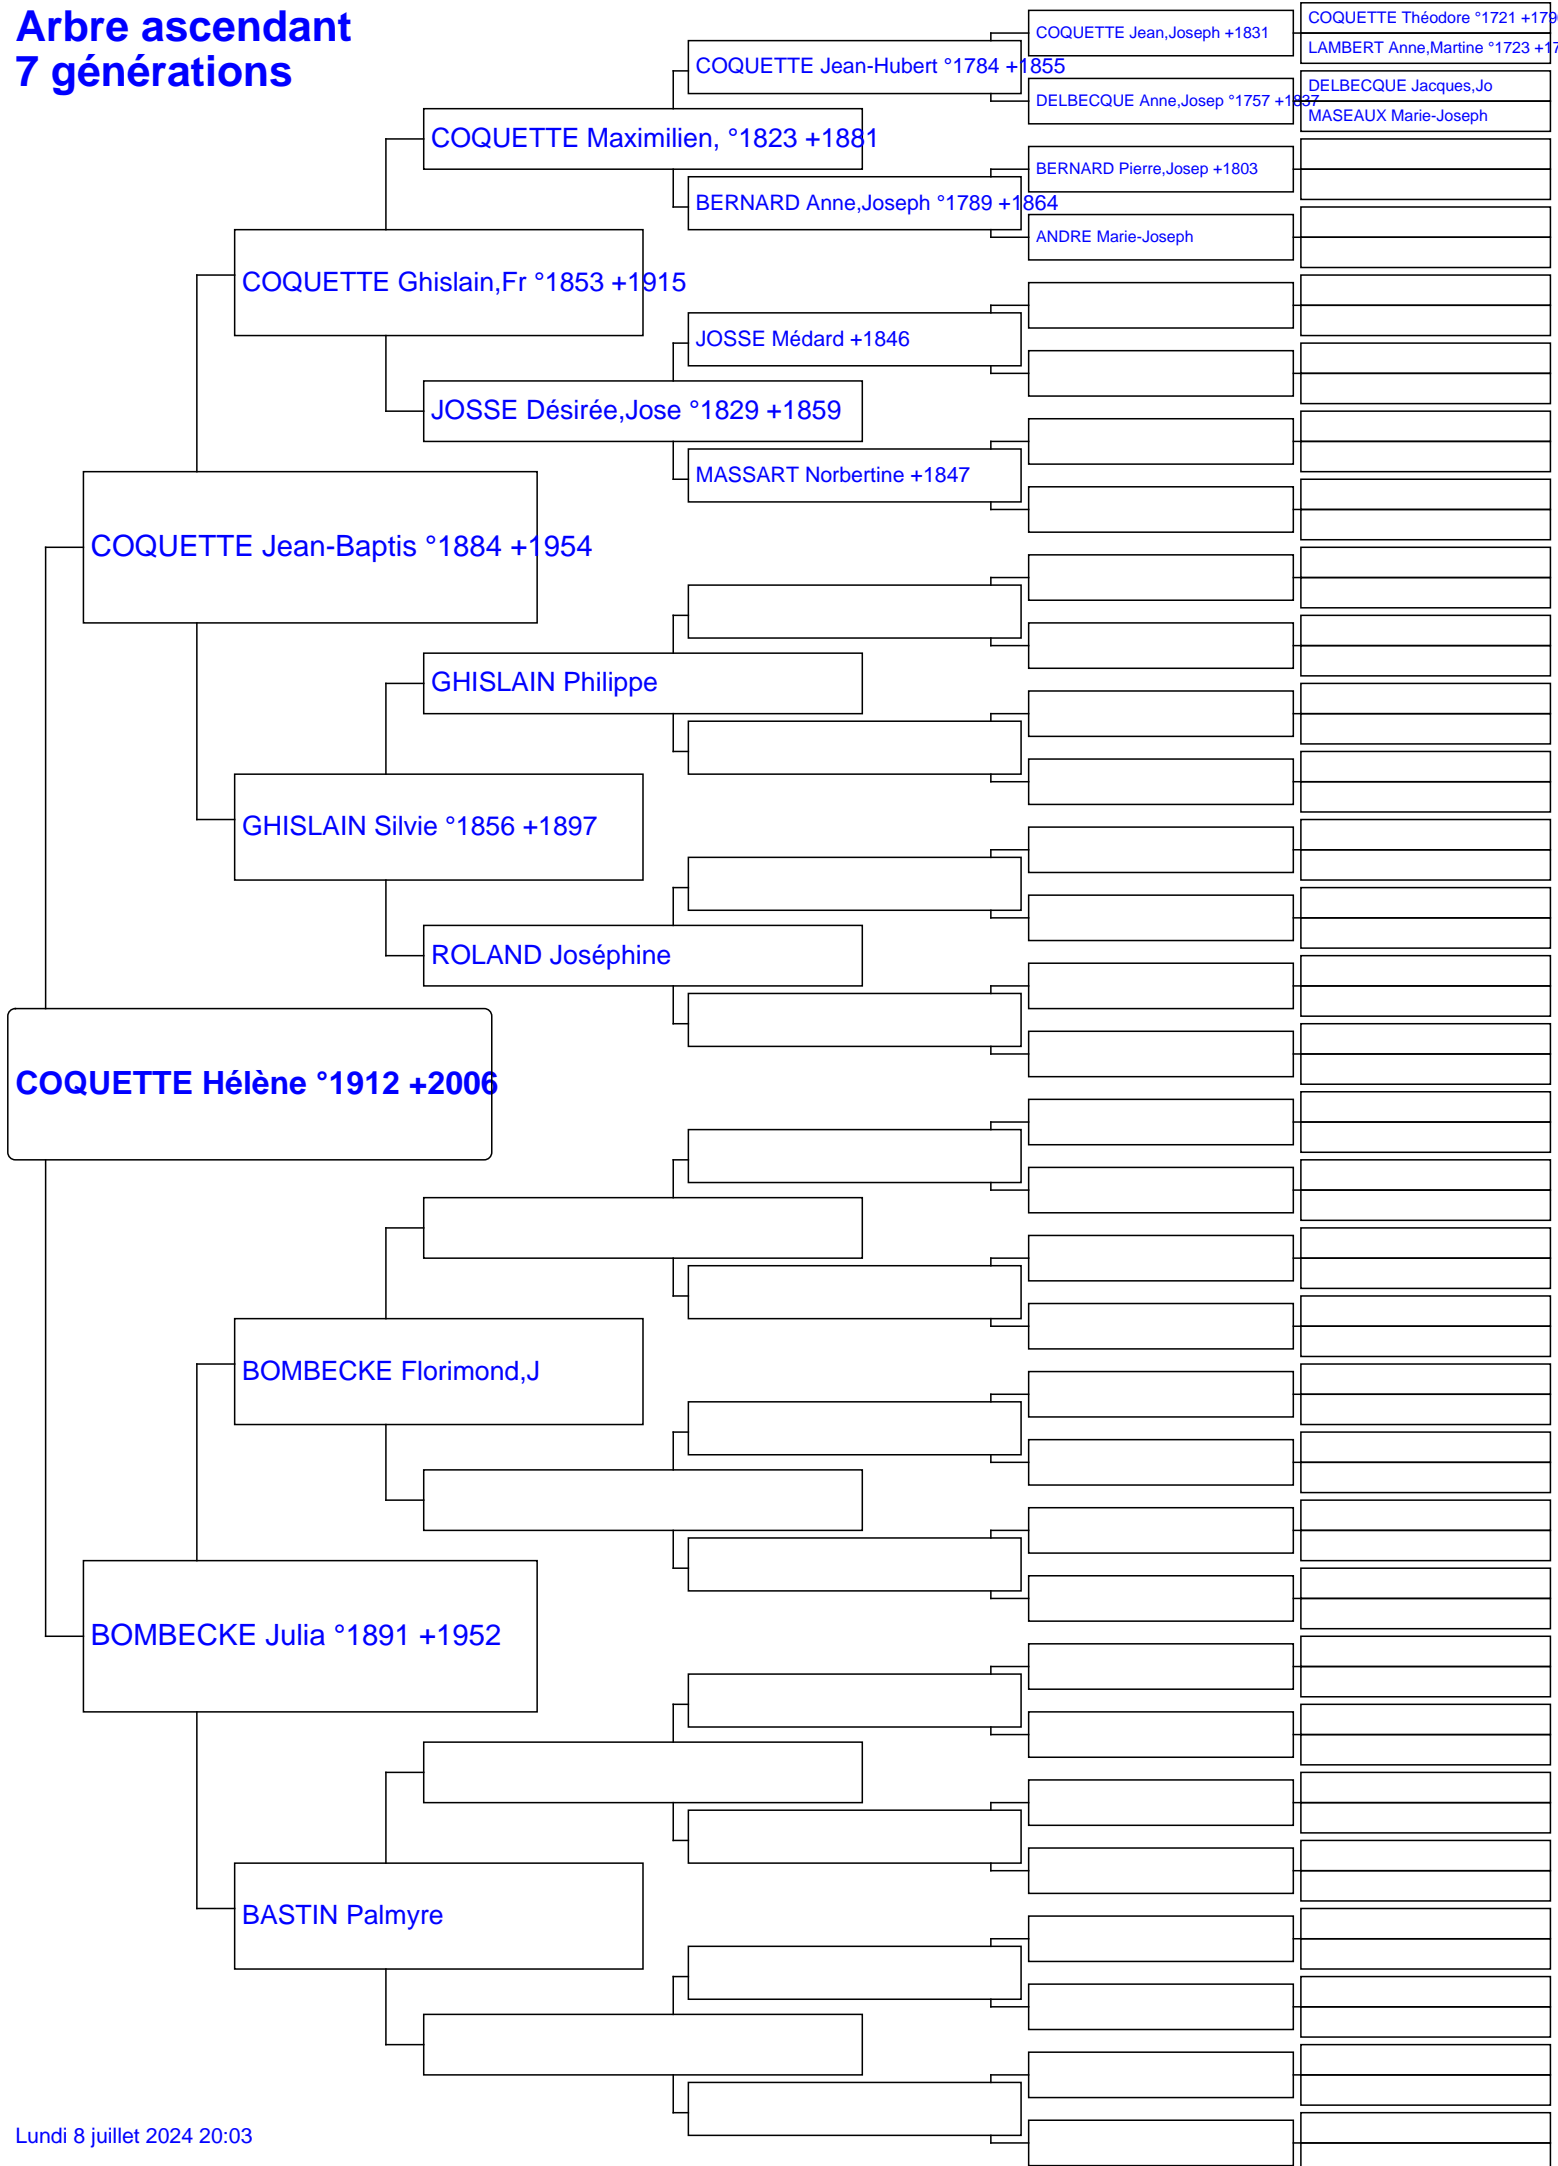 Arbre ascendant
7 générations
COQUETTE Théodore °1721 +179
COQUETTE Jean,Joseph +1831
LAMBERT Anne,Martine °1723 +17
COQUETTE Jean-Hubert °1784 +1855
DELBECQUE Jacques,Jo
DELBECQUE Anne,Josep °1757 +1837
MASEAUX Marie-Joseph
COQUETTE Maximilien, °1823 +1881
BERNARD Pierre,Josep +1803
BERNARD Anne,Joseph °1789 +1864
ANDRE Marie-Joseph
COQUETTE Ghislain,Fr °1853 +1915
JOSSE Médard +1846
JOSSE Désirée,Jose °1829 +1859
MASSART Norbertine +1847
COQUETTE Jean-Baptis °1884 +1954
GHISLAIN Philippe
GHISLAIN Silvie °1856 +1897
ROLAND Joséphine
COQUETTE Hélène °1912 +2006
BOMBECKE Florimond,J
BOMBECKE Julia °1891 +1952
BASTIN Palmyre
Lundi 8 juillet 2024 20:03